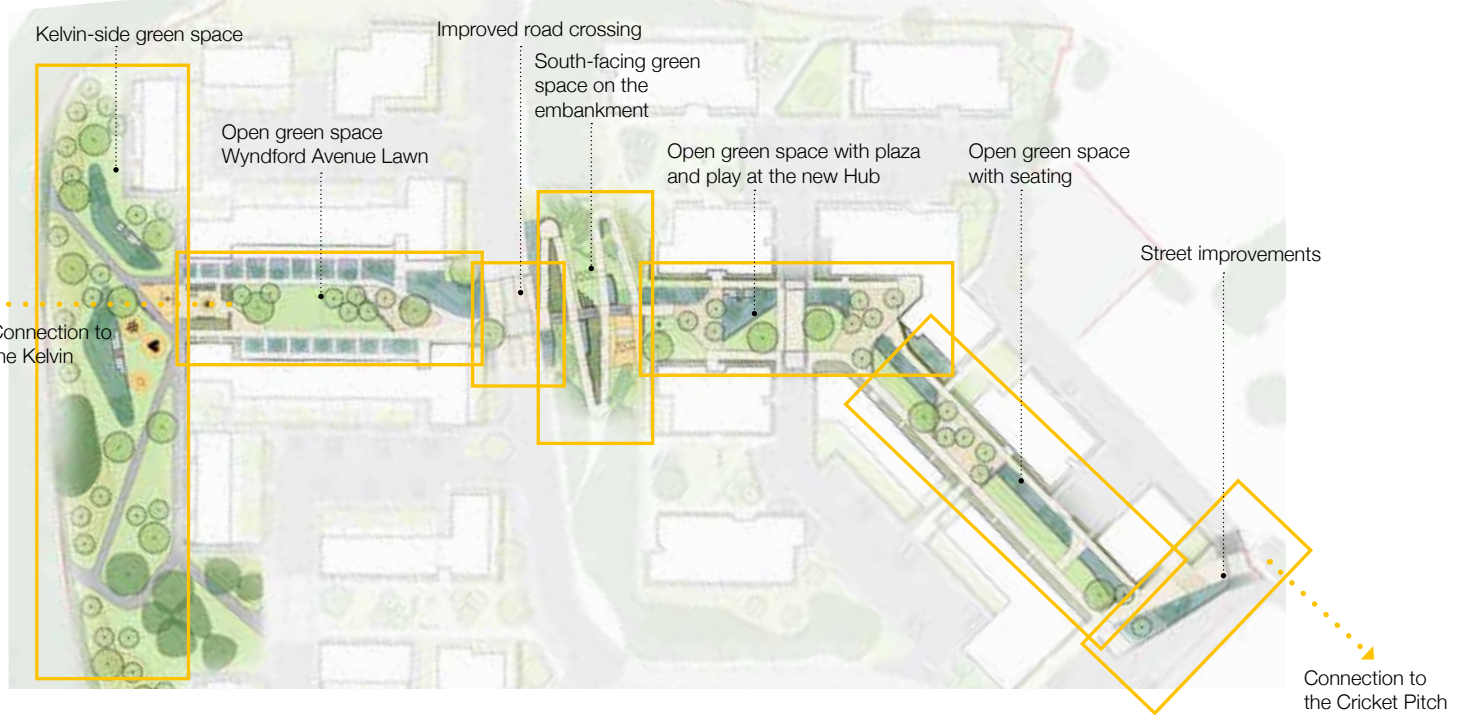 Kelvin-side green space
Improved road crossing
South-facing green
space on the
embankment
Open green space
Wyndford Avenue Lawn
Open green space with plaza
and play at the new Hub
Open green space
with seating
Street improvements
Connection to
the Kelvin
Connection to
the Cricket Pitch